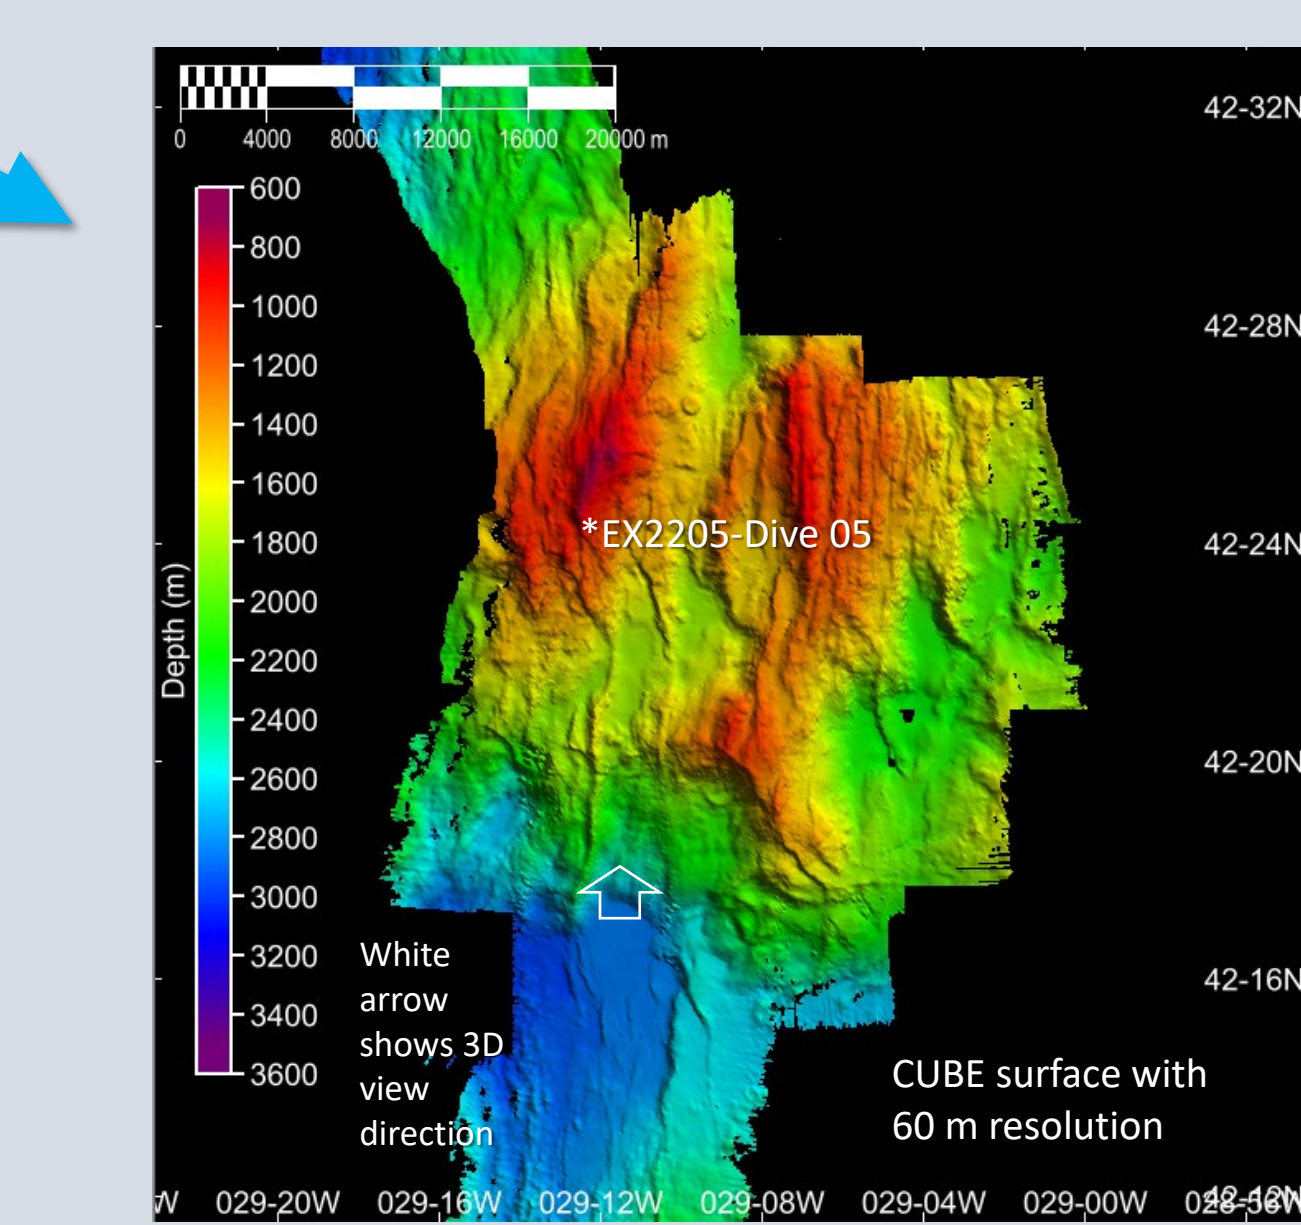 42-32N
0 4000 8000 12000 16000 20000 m
600
800
1000
1200
1400
1600
1800
2000
2200
2400
2600
2800
3000
3200
3400
3600
Depth (m)
42-28N
*EX2205-Dive 05
42-24N
42-20N
42-16N
White
arrow
shows 3D
view
direction
CUBE surface with
60 m resolution
W 029-20W 029-16W 029-12W 029-08W 029-04W 029-00W